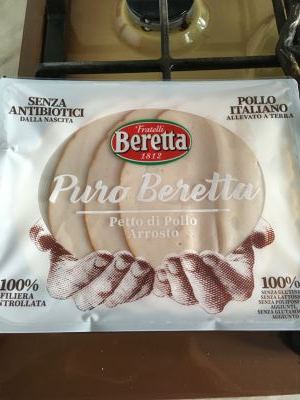 SENZA
ANTIBIOTICI
DALLA NASCITA
POLLO
ITALIANO
ALLEVATO A TERRA
Fratelli
Beretta
1812
Puro Beretta
Petto di Pollo
Arrosto
100%
FILIERA
CONTROLLATA
100%
SENZA GLUTINE
SENZA LATTOSIO
SENZA POLIFOSFATI
AGGIUNTI
SENZA GLUTAMMATO
AGGIUNTO